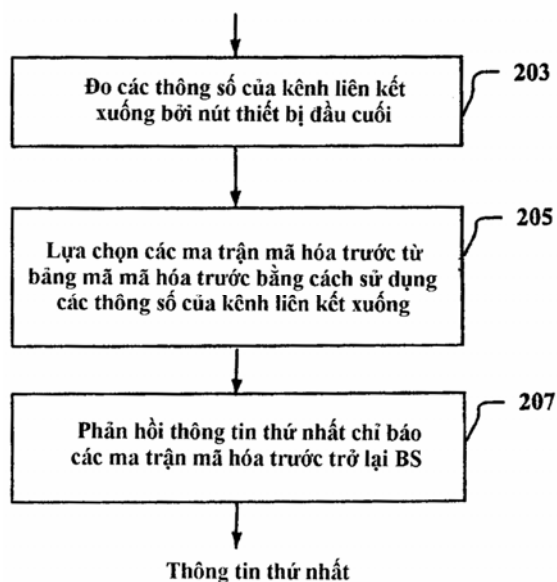 Đo các thông số của kênh liên kết
xuống bởi nút thiết bị đầu cuối
203
Lựa chọn các ma trận mã hóa trước từ
bảng mã mã hóa trước bằng cách sử dụng
các thông số của kênh liên kết xuống
205
Phản hồi thông tin thứ nhất chỉ báo
các ma trận mã hóa trước trở lại BS
207
Thông tin thứ nhất